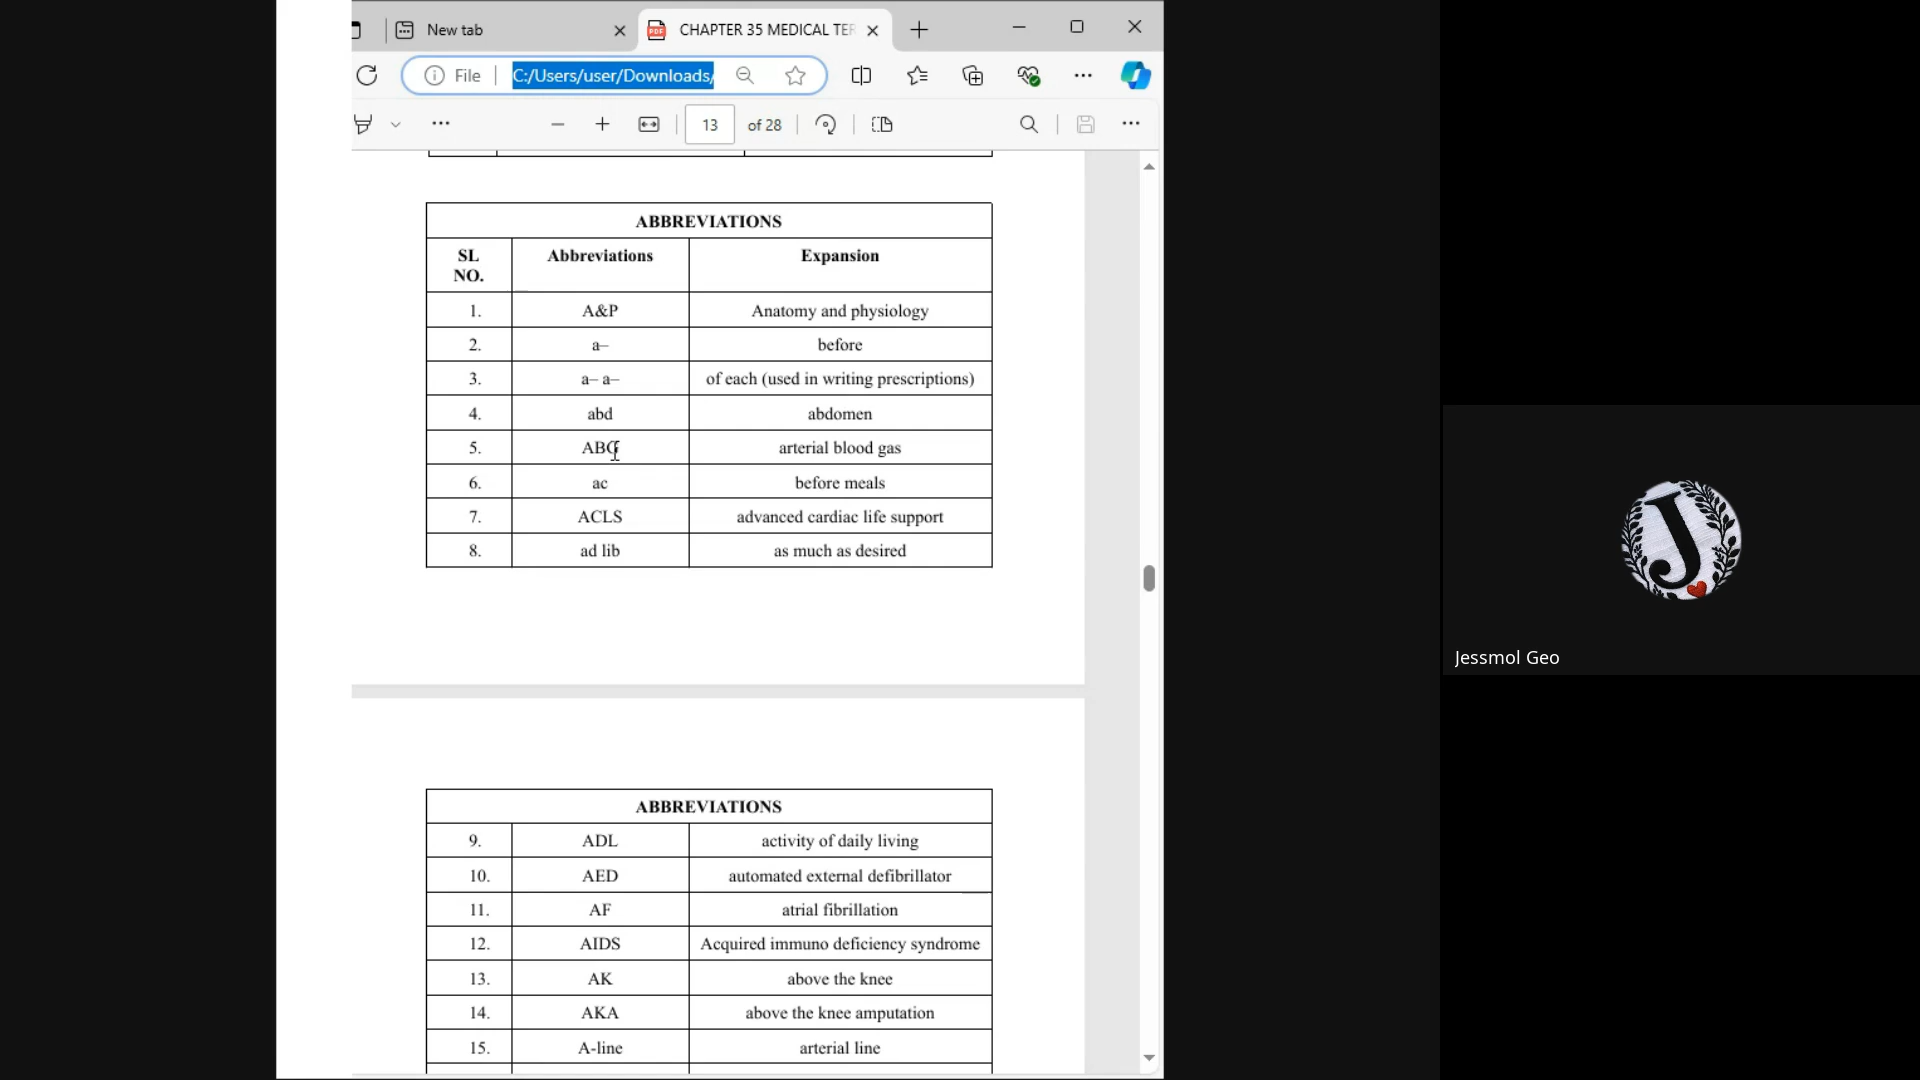 New tab
CHAPTER 35 MEDICAL TER
File
C:/Users/user/Downloads/
13 of 28
ABBREVIATIONS
SL NO. Abbreviations Expansion
1. A&P Anatomy and physiology
2. a– before
3. a– a– of each (used in writing prescriptions)
4. abd abdomen
5. ABG arterial blood gas
6. ac before meals
7. ACLS advanced cardiac life support
8. ad lib as much as desired
ABBREVIATIONS
9. ADL activity of daily living
10. AED automated external defibrillator
11. AF atrial fibrillation
12. AIDS Acquired immuno deficiency syndrome
13. AK above the knee
14. AKA above the knee amputation
15. A-line arterial line
J
Jessmol Geo